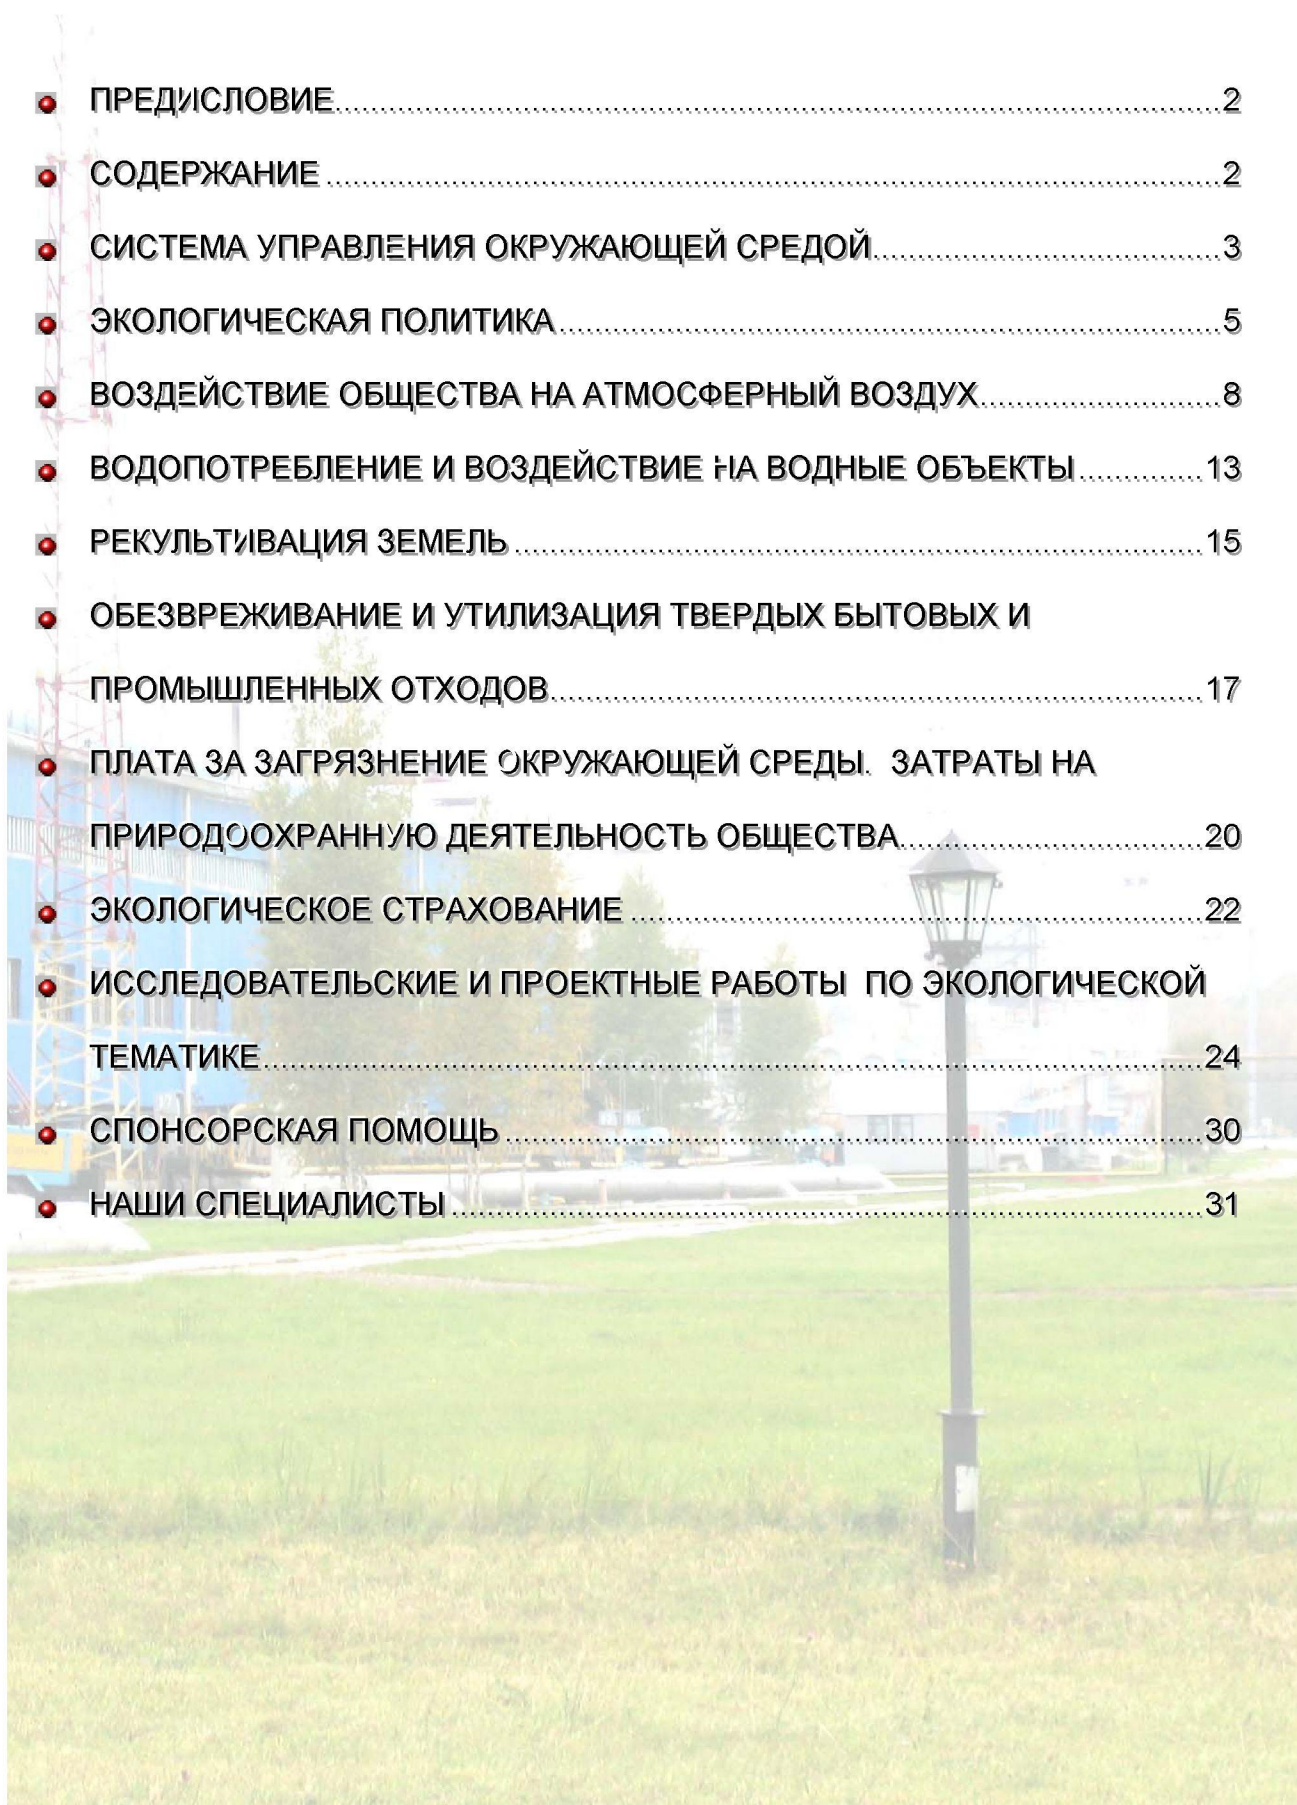 ПРЕДИСЛОВИЕ........................................2
СОДЕРЖАНИЕ........................................2
СИСТЕМА УПРАВЛЕНИЯ ОКРУЖАЮЩЕЙ СРЕДОЙ........................................3
ЭКОЛОГИЧЕСКАЯ ПОЛИТИКА........................................5
ВОЗДЕЙСТВИЕ ОБЩЕСТВА НА АТМОСФЕРНЫЙ ВОЗДУХ..............................8
ВОДОПОТРЕБЛЕНИЕ И ВОЗДЕЙСТВИЕ НА ВОДНЫЕ ОБЪЕКТЫ..............13
РЕКУЛЬТИВАЦИЯ ЗЕМЕЛЬ........................................15
ОБЕЗВРЕЖИВАНИЕ И УТИЛИЗАЦИЯ ТВЕРДЫХ БЫТОВЫХ И
ПРОМЫШЛЕННЫХ ОТХОДОВ........................................17
ПЛАТА ЗА ЗАГРЯЗНЕНИЕ ОКРУЖАЮЩЕЙ СРЕДЫ. ЗАТРАТЫ НА
ПРИРОДООХРАННУЮ ДЕЯТЕЛЬНОСТЬ ОБЩЕСТВА..............................20
ЭКОЛОГИЧЕСКОЕ СТРАХОВАНИЕ........................................22
ИССЛЕДОВАТЕЛЬСКИЕ И ПРОЕКТНЫЕ РАБОТЫ ПО ЭКОЛОГИЧЕСКОЙ
ТЕМАТИКЕ........................................24
СПОНСОРСКАЯ ПОМОЩЬ........................................30
НАШИ СПЕЦИАЛИСТЫ........................................31